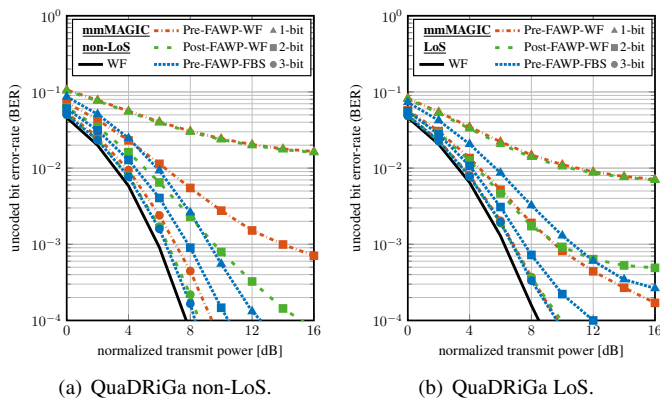 mmMAGIC Pre-FAWP-WF 1-bit
non-LoS Post-FAWP-WF 2-bit
WF Pre-FAWP-FBS 3-bit
10^0
10^-1
10^-2
10^-3
10^-4
uncoded bit error-rate (BER)
0 4 8 12 16
normalized transmit power [dB]
(a) QuaDRiGa non-LoS.
mmMAGIC Pre-FAWP-WF 1-bit
LoS Post-FAWP-WF 2-bit
WF Pre-FAWP-FBS 3-bit
10^0
10^-1
10^-2
10^-3
10^-4
uncoded bit error-rate (BER)
0 4 8 12 16
normalized transmit power [dB]
(b) QuaDRiGa LoS.